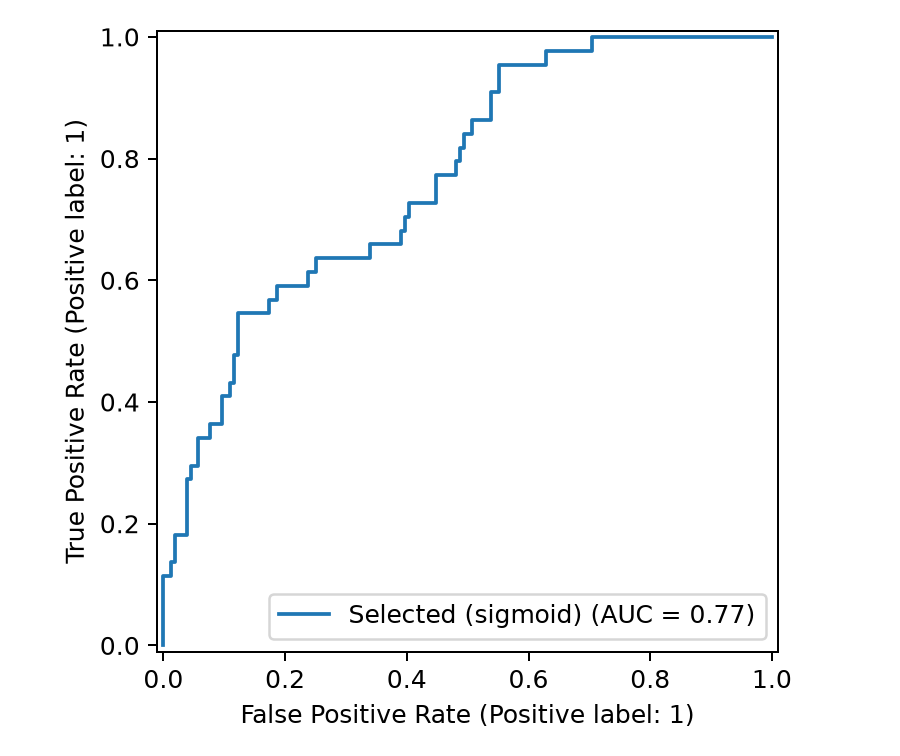 1.0
0.8
0.6
0.4
0.2
0.0
True Positive Rate (Positive label: 1)
Selected (sigmoid) (AUC = 0.77)
0.0 0.2 0.4 0.6 0.8 1.0
False Positive Rate (Positive label: 1)